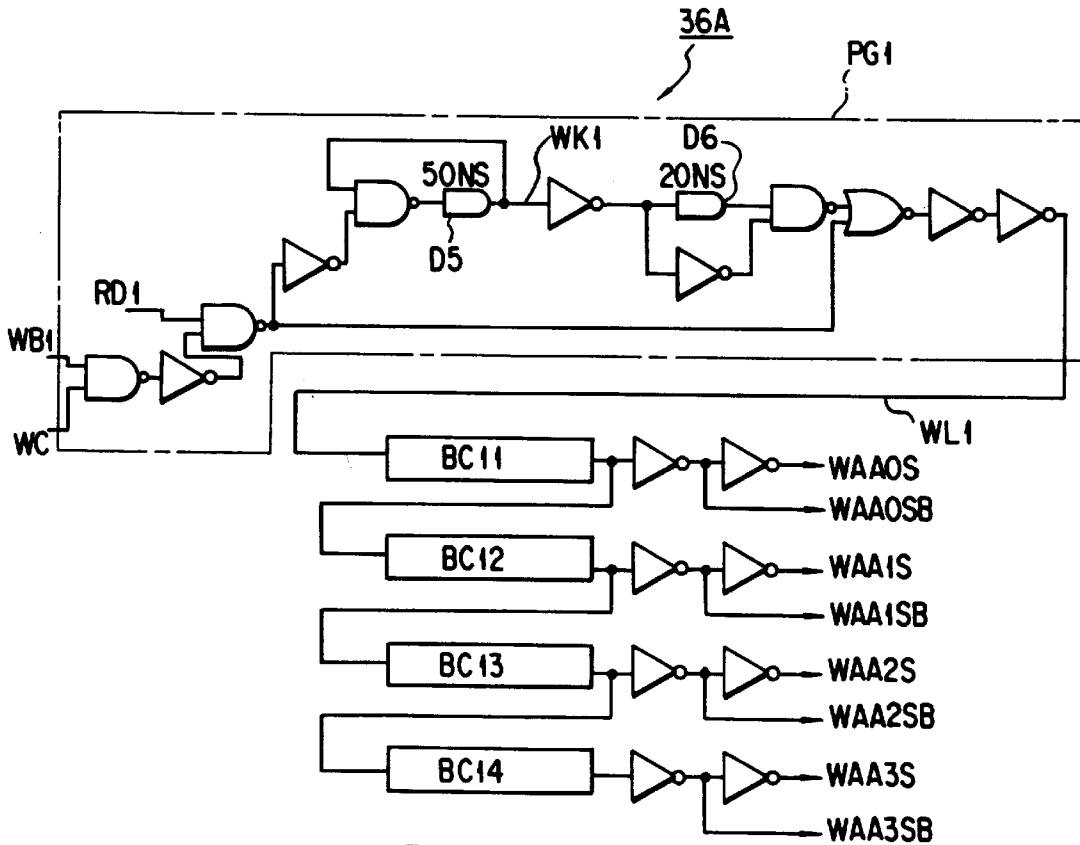 36A
PG1
WK1
D6
50NS
20NS
D5
RD1
WB1
WC
WL1
BC11
WAA0S
WAA0SB
BC12
WAA1S
WAA1SB
BC13
WAA2S
WAA2SB
BC14
WAA3S
WAA3SB